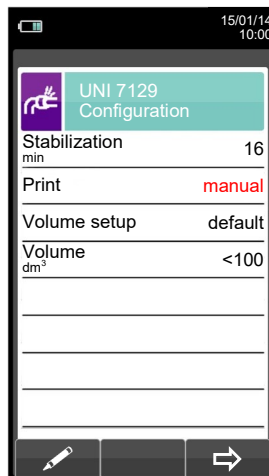 15/01/14
10:00
UNI 7129
Configuration
Stabilization
min
16
Print manual
Volume setup default
Volume
dm³
<100